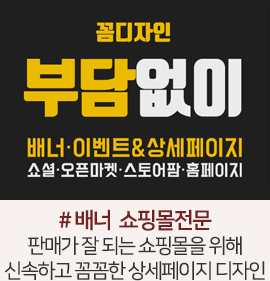 꼼디자인
부담없이
배너·이벤트&상세페이지
쇼셜·오픈마켓·스토어팜·홈페이지
#배너 쇼핑몰전문
판매가 잘 되는 쇼핑몰을 위해
신속하고 꼼꼼한 상세페이지 디자인